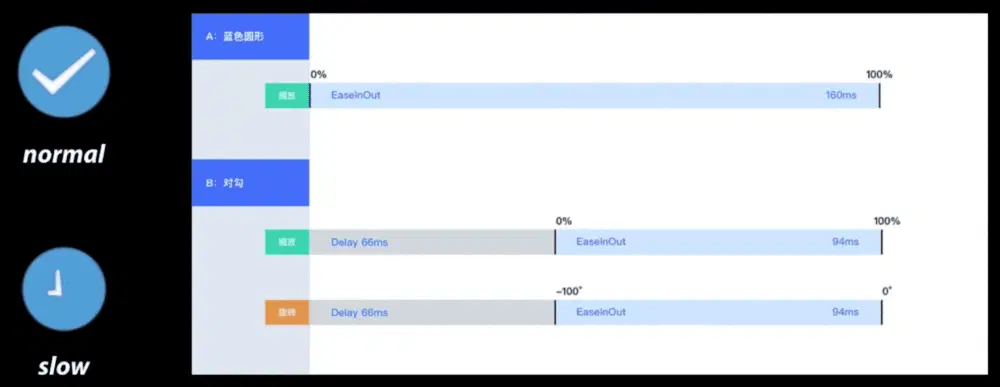 A：蓝色圆形
0%
100%
缩放
EaseInOut
160ms
normal
B：对勾
0%
100%
缩放
Delay 66ms
EaseInOut
94ms
-100°
0°
旋转
Delay 66ms
EaseInOut
94ms
slow